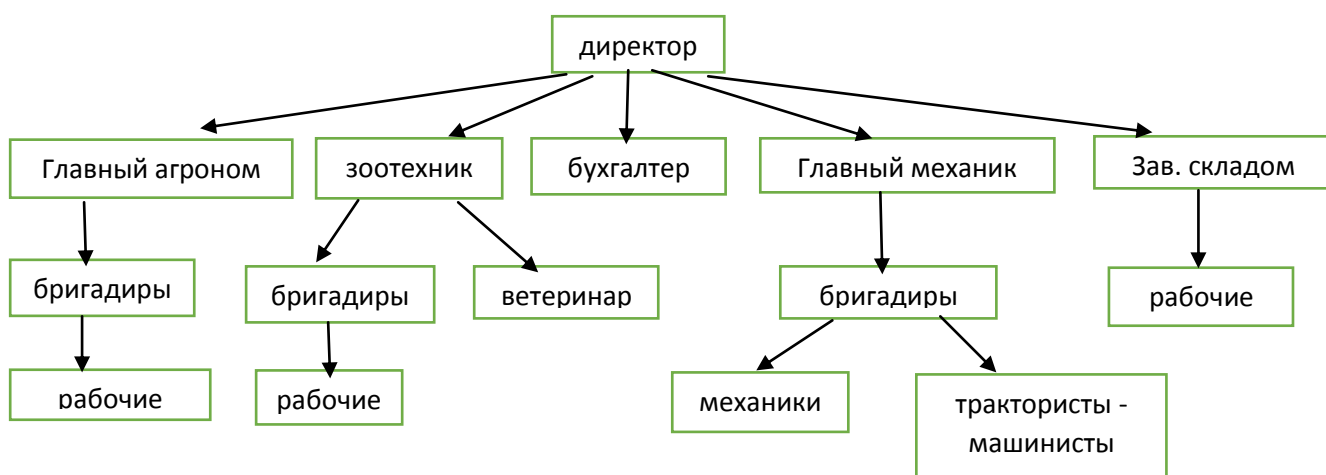 директор
Главный агроном
зоотехник
бухгалтер
Главный механик
Зав. складом
бригадиры
бригадиры
ветеринар
бригадиры
рабочие
рабочие
рабочие
механики
трактористы -
машинисты